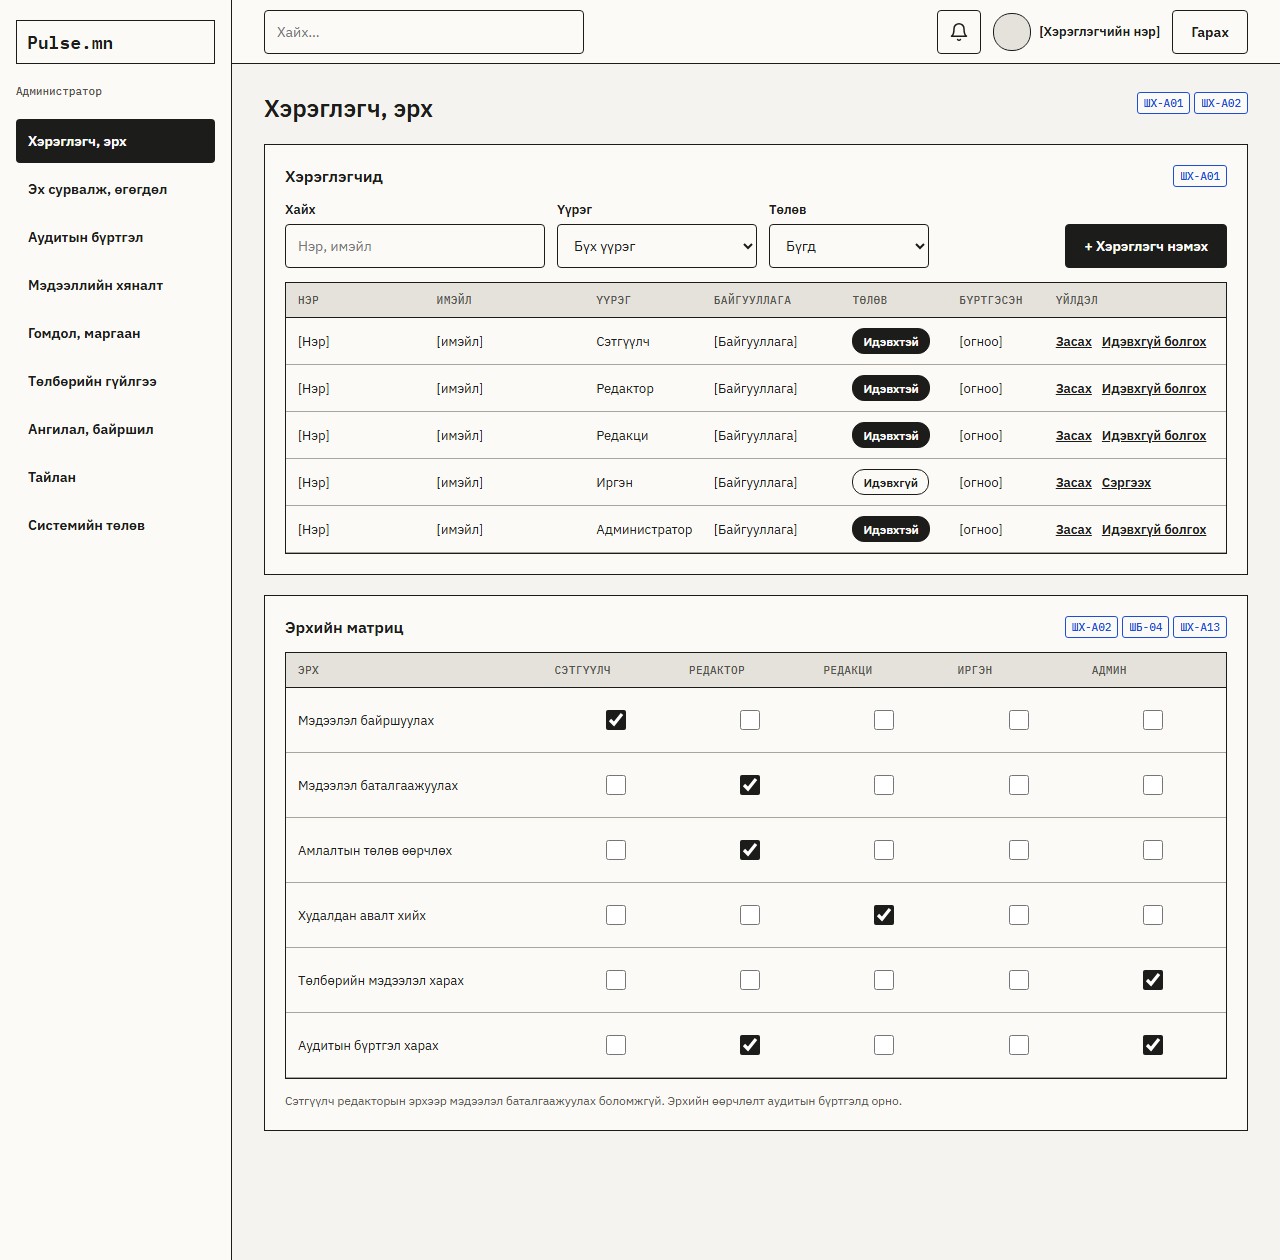 Pulse.mn
Администратор
Хэрэглэгч, эрх
Эх сурвалж, өгөгдөл
Аудитын бүртгэл
Мэдээллийн хяналт
Гомдол, маргаан
Төлбөрийн гүйлгээ
Ангилал, байршил
Тайлан
Системийн төлөв
Хайх...
[Хэрэглэгчийн нэр]
Гарах
Хэрэглэгч, эрх
ШХ-А01 ШХ-А02
Хэрэглэгчид
ШХ-А01
Хайх Үүрэг Төлөв
Нэр, имэйл Бүх үүрэг Бүгд + Хэрэглэгч нэмэх
НЭР ИМЭЙЛ ҮҮРЭГ БАЙГУУЛЛАГА ТӨЛӨВ БҮРТГЭСЭН ҮЙЛДЭЛ
[Нэр] [имэйл] Сэтгүүлч [Байгууллага] Идэвхтэй [огноо] Засах Идэвхгүй болгох
[Нэр] [имэйл] Редактор [Байгууллага] Идэвхтэй [огноо] Засах Идэвхгүй болгох
[Нэр] [имэйл] Редакци [Байгууллага] Идэвхтэй [огноо] Засах Идэвхгүй болгох
[Нэр] [имэйл] Иргэн [Байгууллага] Идэвхгүй [огноо] Засах Сэргээх
[Нэр] [имэйл] Администратор [Байгууллага] Идэвхтэй [огноо] Засах Идэвхгүй болгох
Эрхийн матриц
ШХ-А02 ШБ-04 ШХ-А13
ЭРХ СЭТГҮҮЛЧ РЕДАКТОР РЕДАКЦИ ИРГЭН АДМИН
Мэдээлэл байршуулах
Мэдээлэл баталгаажуулах
Амлалтын төлөв өөрчлөх
Худалдан авалт хийх
Төлбөрийн мэдээлэл харах
Аудитын бүртгэл харах
Сэтгүүлч редакторын эрхээр мэдээлэл баталгаажуулах боломжгүй. Эрхийн өөрчлөлт аудитын бүртгэлд орно.